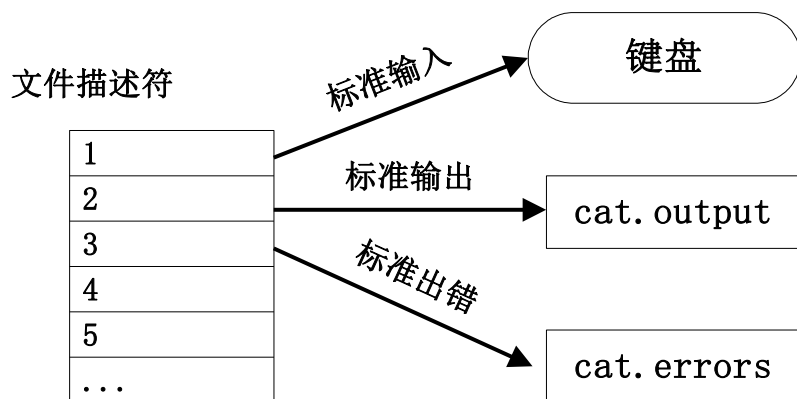 文件描述符
1
2
3
4
5
...
标准输入
标准输出
标准出错
键盘
cat.output
cat.errors